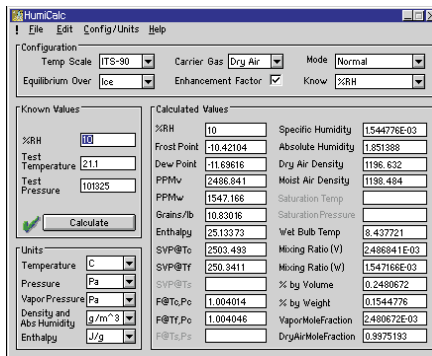 HumiCalc
! File Edit Config/Units Help
Configuration
Temp Scale ITS-90 Carrier Gas Dry Air Mode Normal
Equilibrium Over Ice Enhancement Factor Know %RH
Known Values
%RH 10
Test Temperature 21.1
Test Pressure 101325
Calculate
Units
Temperature C
Pressure Pa
Vapor Pressure Pa
Density and Abs Humidity g/m^3
Enthalpy J/g
Calculated Values
%RH 10
Frost Point -10.42104
Dew Point -11.69616
PPMv 2486.841
PPMw 1547.166
Grains/lb 10.83016
Enthalpy 25.13373
SVP@Tc 2503.493
SVP@Tf 250.3411
SVP@Ts
F@Tc,Pc 1.004014
F@Tf,Pc 1.004046
F@Ts,Ps
Specific Humidity 1.544776E-03
Absolute Humidity 1.851388
Dry Air Density 1196.632
Moist Air Density 1198.484
Saturation Temp
Saturation Pressure
Wet Bulb Temp 8.437721
Mixing Ratio (V) 2.486841E-03
Mixing Ratio (W) 1.547166E-03
% by Volume 0.2480672
% by Weight 0.1544776
VaporMoleFraction 2.480672E-03
DryAirMoleFraction 0.9975193